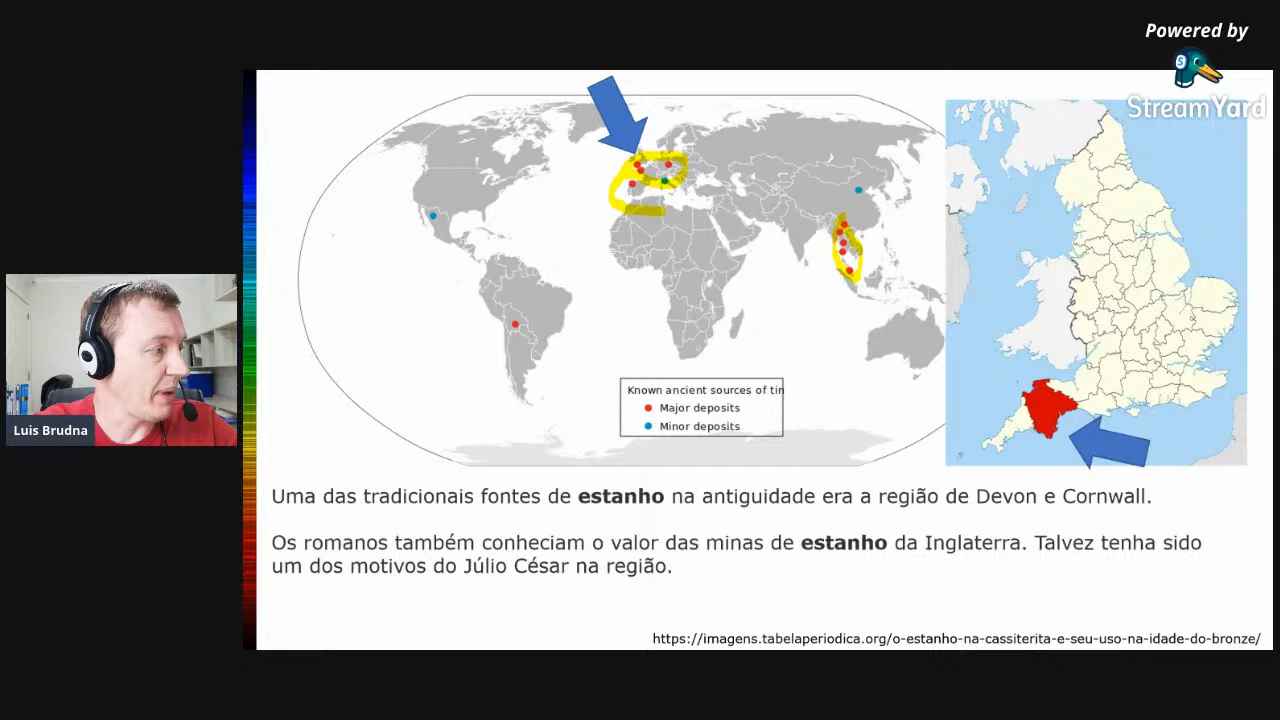 Powered by
StreamYard
Luis Brudna
Known ancient sources of tin
Major deposits
Minor deposits
Uma das tradicionais fontes de estanho na antiguidade era a região de Devon e Cornwall.
Os romanos também conheciam o valor das minas de estanho da Inglaterra. Talvez tenha sido
um dos motivos do Júlio César na região.
https://imagens.tabelaperiodica.org/o-estanho-na-cassiterita-e-seu-uso-na-idade-do-bronze/